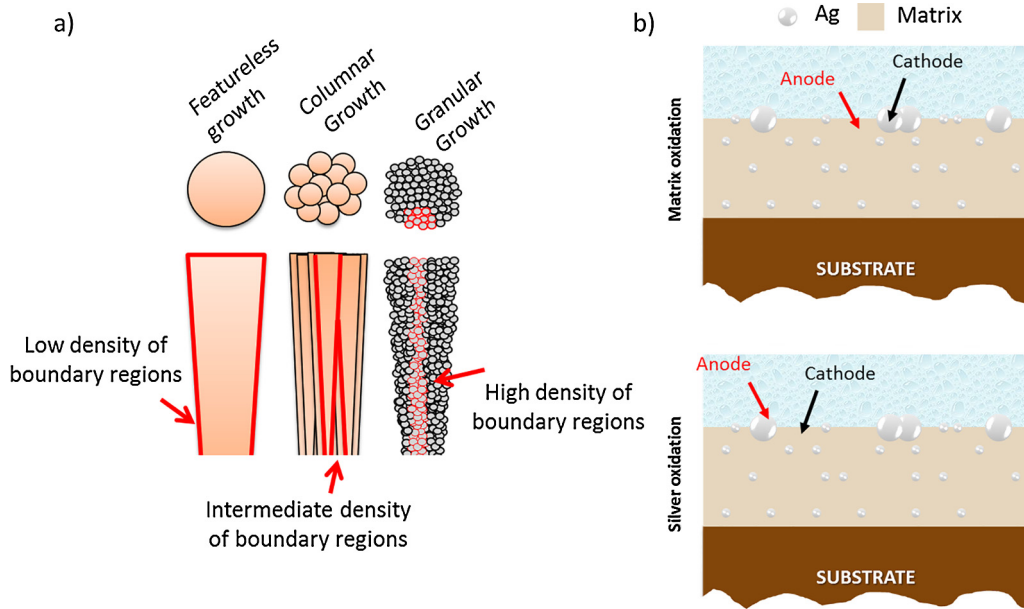 a)
Featureless
growth
Columnar
Growth
Granular
Growth
Low density of
boundary regions
High density of
boundary regions
Intermediate density
of boundary regions
b)
Ag
Matrix
Matrix oxidation
Anode
Cathode
SUBSTRATE
Silver oxidation
Anode
Cathode
SUBSTRATE